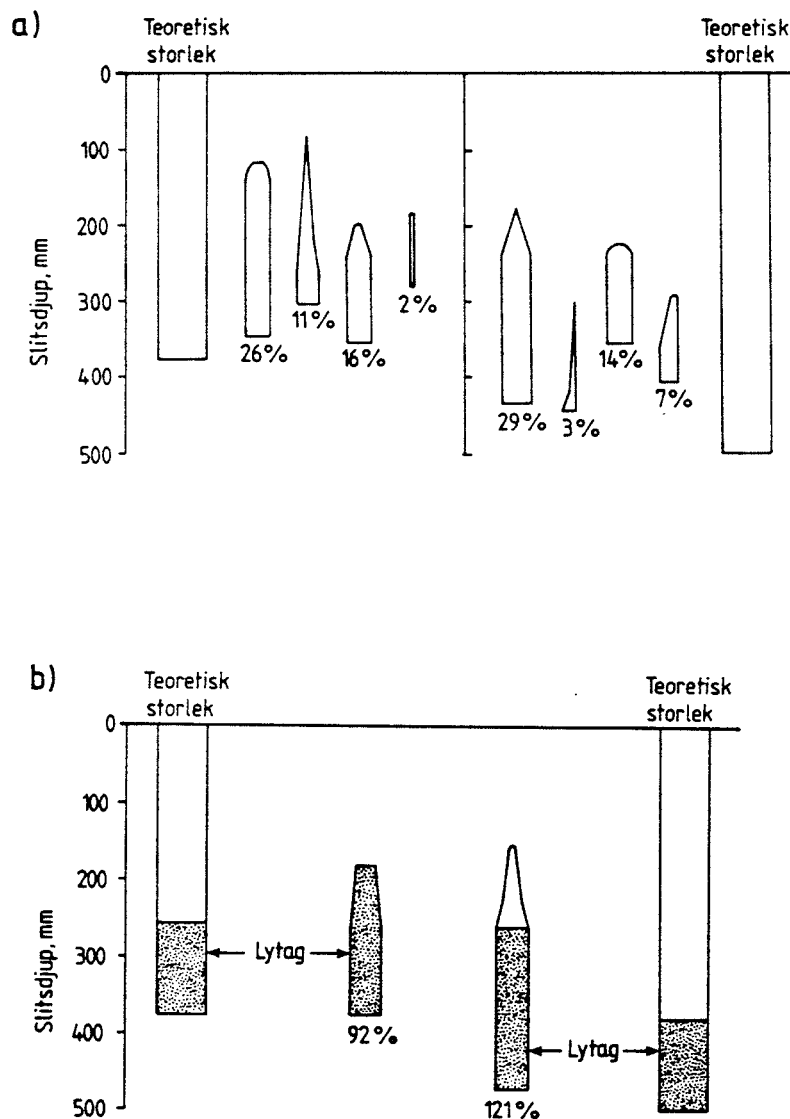 a)
Teoretisk
storlek
Teoretisk
storlek
Slitsdjup, mm
0
100
200
300
400
500
26%
11%
16%
2%
29%
3%
14%
7%
b)
Teoretisk
storlek
Teoretisk
storlek
Slitsdjup, mm
0
100
200
300
400
500
Lytag
92%
Lytag
121%